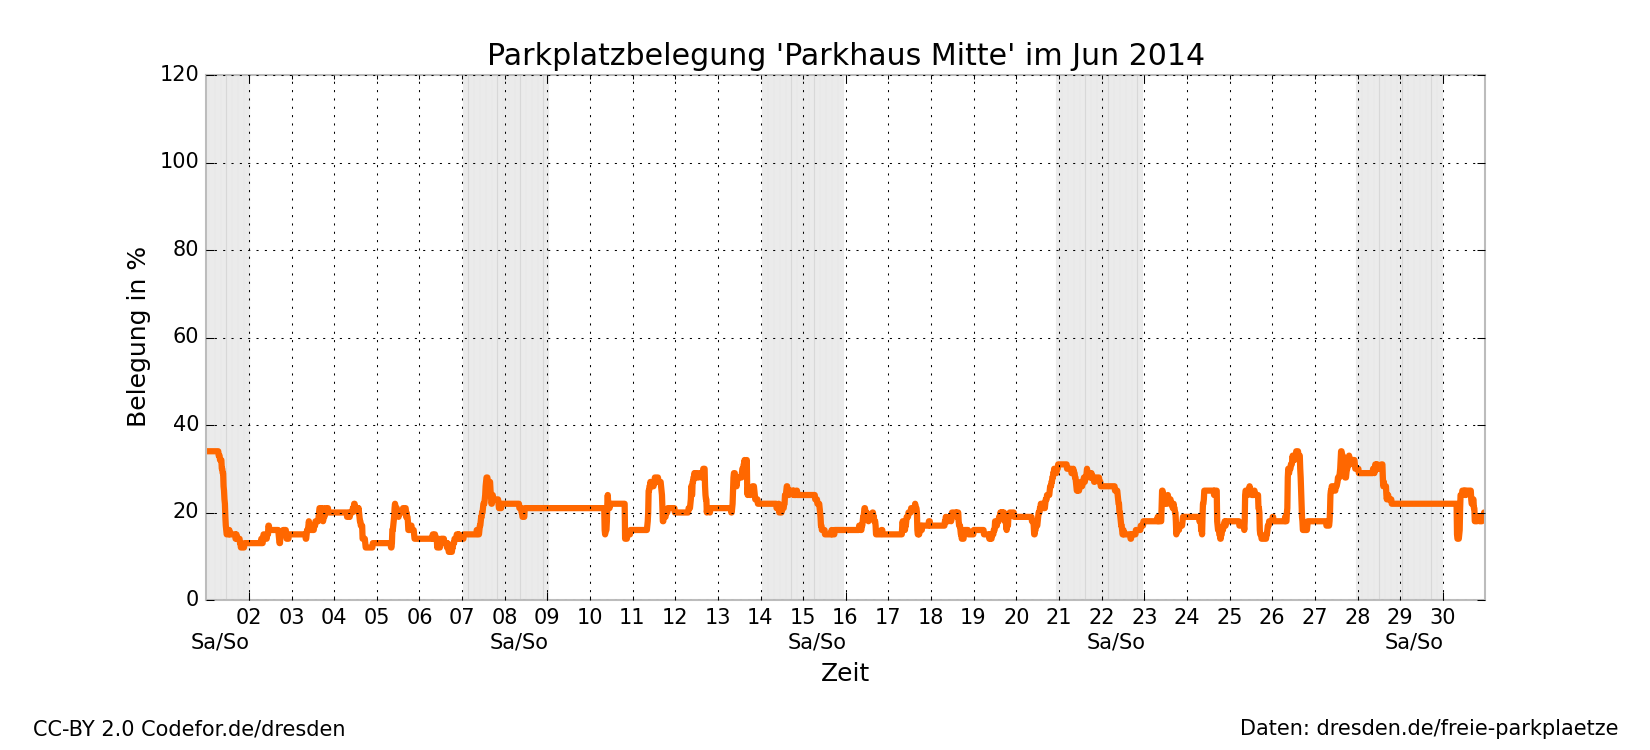 Parkplatzbelegung 'Parkhaus Mitte' im Jun 2014
120
100
80
60
40
20
0
Belegung in %
02 03 04 05 06 07 08 09 10 11 12 13 14 15 16 17 18 19 20 21 22 23 24 25 26 27 28 29 30
Sa/So Sa/So Sa/So Sa/So Sa/So
Zeit
CC-BY 2.0 Codefor.de/dresden
Daten: dresden.de/freie-parkplaetze